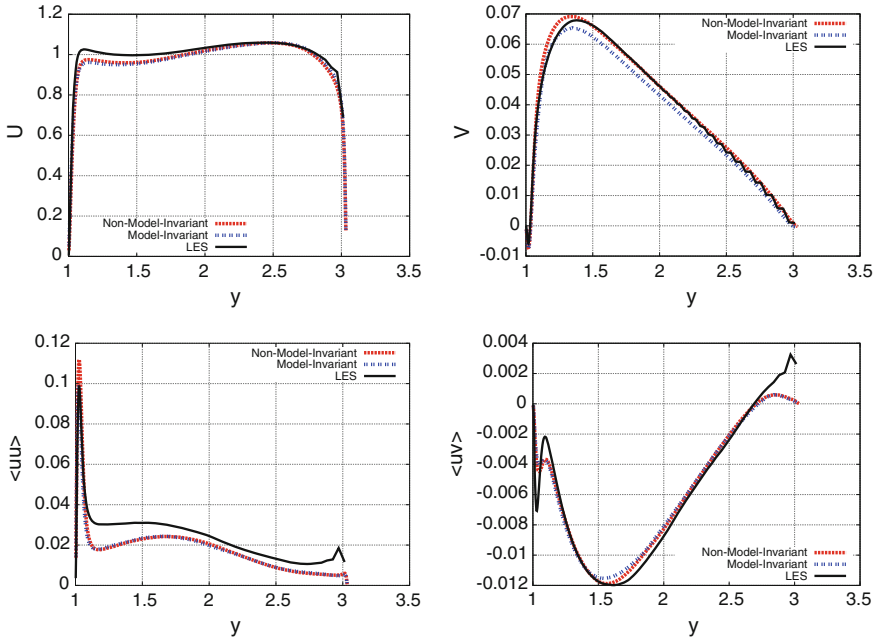 1.2
1
0.8
0.6
0.4
0.2
0
U
Non-Model-Invariant
Model-Invariant
LES
1 1.5 2 2.5 3 3.5
y
0.07
0.06
0.05
0.04
0.03
0.02
0.01
0
-0.01
V
Non-Model-Invariant
Model-Invariant
LES
1 1.5 2 2.5 3 3.5
y
0.12
0.1
0.08
0.06
0.04
0.02
0
<uu>
Non-Model-Invariant
Model-Invariant
LES
1 1.5 2 2.5 3 3.5
y
0.004
0.002
0
-0.002
-0.004
-0.006
-0.008
-0.01
-0.012
<uv>
Non-Model-Invariant
Model-Invariant
LES
1 1.5 2 2.5 3 3.5
y